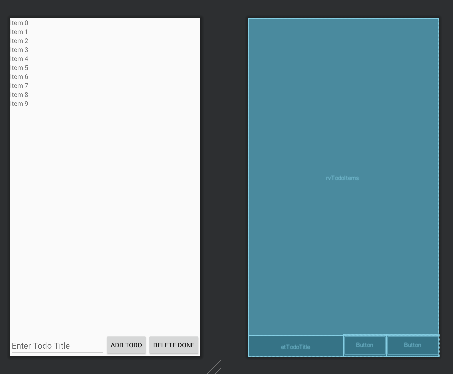 Item 0
Item 1
Item 2
Item 3
Item 4
Item 5
Item 6
Item 7
Item 8
Item 9
Enter Todo Title
ADD TODO
DELETE DONE
rvTodoItems
etTodoTitle
Button
Button